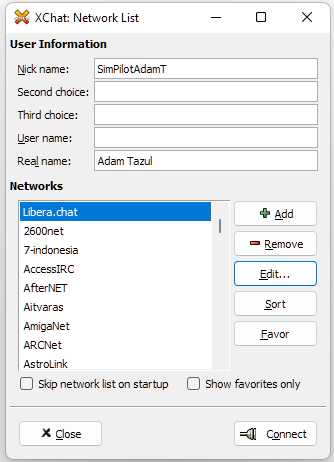 XChat: Network List
User Information
Nick name: SimPilotAdamT
Second choice:
Third choice:
User name:
Real name: Adam Tazul
Networks
Libera.chat
2600net
7-indonesia
AccessIRC
AfterNET
Aitvaras
AmigaNet
ARCNet
AstroLink
Add
Remove
Edit...
Sort
Favor
Skip network list on startup
Show favorites only
Close
Connect